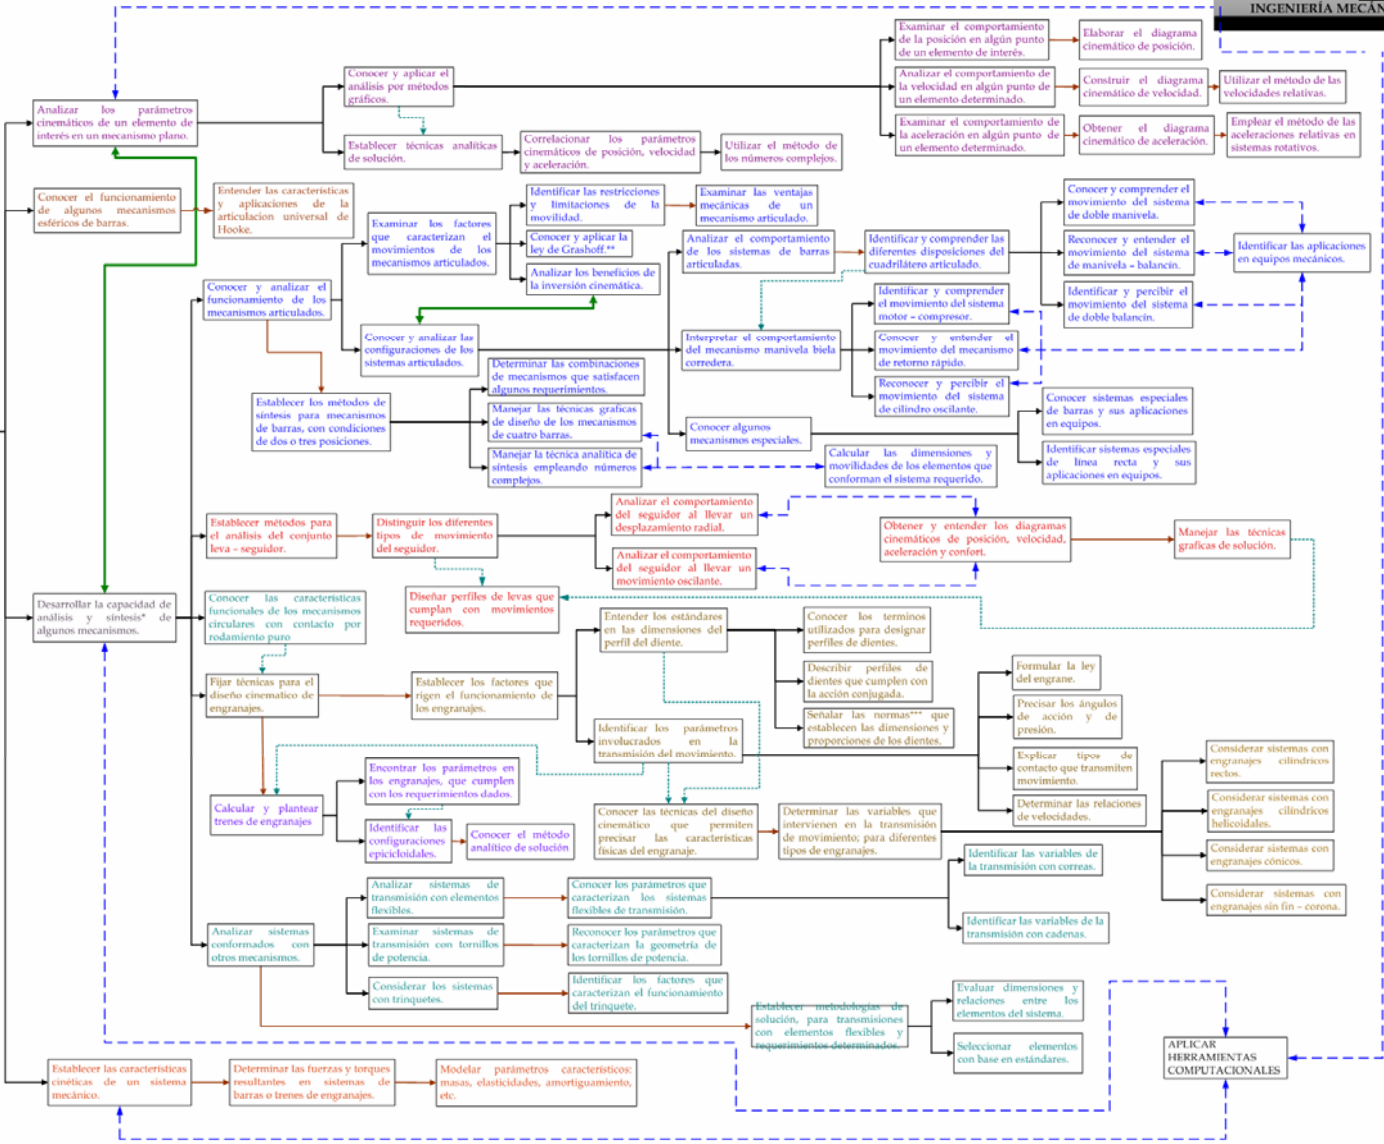 INGENIERÍA MECÁN
Examinar el comportamiento
de la posición en algún punto
de un elemento de interés.
Elaborar el diagrama
cinemático de posición.
Conocer y aplicar el
análisis por métodos
gráficos.
Analizar el comportamiento de
la velocidad en algún punto de
un elemento determinado.
Construir el diagrama
cinemático de velocidad.
Utilizar el método de las
velocidades relativas.
Analizar los parámetros
cinemáticos de un elemento de
interés en un mecanismo plano.
Examinar el comportamiento de
la aceleración en algún punto de
un elemento determinado.
Obtener el diagrama
cinemático de aceleración.
Emplear el método de las
aceleraciones relativas en
sistemas rotativos.
Establecer técnicas analíticas
de solución.
Correlacionar los parámetros
cinemáticos de posición, velocidad
y aceleración.
Utilizar el método de
los números complejos.
Conocer el funcionamiento
de algunos mecanismos
esféricos de barras.
Entender las características
y aplicaciones de la
articulacion universal de
Hooke.
Identificar las restricciones
y limitaciones de la
movilidad.
Examinar las ventajas
mecánicas de un
mecanismo articulado.
Conocer y comprender el
movimiento del sistema
de doble manivela.
Examinar los factores
que caracterizan el
movimientos de los
mecanismos articulados.
Conocer y aplicar la
ley de Grashoff.**
Analizar el comportamiento
de los sistemas de barras
articuladas.
Identificar y comprender las
diferentes disposiciones del
cuadrilátero articulado.
Reconocer y entender el
movimiento del sistema
de manivela – balancín.
Identificar las aplicaciones
en equipos mecánicos.
Analizar los beneficios de
la inversión cinemática.
Conocer y analizar el
funcionamiento de los
mecanismos articulados.
Identificar y comprender
el movimiento del sistema
motor – compresor.
Identificar y percibir el
movimiento del sistema
de doble balancín.
Conocer y analizar las
configuraciones de los
sistemas articulados.
Interpretar el comportamiento
del mecanismo manivela biela
corredera.
Conocer y entender el
movimiento del mecanismo
de retorno rápido.
Determinar las combinaciones
de mecanismos que satisfacen
algunos requerimientos.
Reconocer y percibir el
movimiento del sistema
de cilindro oscilante.
Establecer los métodos de
síntesis para mecanismos
de barras, con condiciones
de dos o tres posiciones.
Manejar las técnicas graficas
de diseño de los mecanismos
de cuatro barras.
Conocer algunos
mecanismos especiales.
Conocer sistemas especiales
de barras y sus aplicaciones
en equipos.
Manejar la técnica analítica de
síntesis empleando números
complejos.
Calcular las dimensiones y
movilidades de los elementos que
conforman el sistema requerido.
Identificar sistemas especiales
de línea recta y sus
aplicaciones en equipos.
Analizar el comportamiento
del seguidor al llevar un
desplazamiento radial.
Establecer métodos para
el análisis del conjunto
leva – seguidor.
Distinguir los diferentes
tipos de movimiento
del seguidor.
Obtener y entender los diagramas
cinemáticos de posición, velocidad,
aceleración y confort.
Manejar las técnicas
graficas de solución.
Analizar el comportamiento
del seguidor al llevar un
movimiento oscilante.
Desarrollar la capacidad de
análisis y síntesis* de
algunos mecanismos.
Conocer las características
funcionales de los mecanismos
circulares con contacto por
rodamiento puro
Diseñar perfiles de levas que
cumplan con movimientos
requeridos.
Entender los estándares
en las dimensiones del
perfil del diente.
Conocer los terminos
utilizados para designar
perfiles de dientes.
Fijar técnicas para el
diseño cinematico de
engranajes.
Establecer los factores que
rigen el funcionamiento de
los engranajes.
Describir perfiles de
dientes que cumplen con
la acción conjugada.
Formular la ley
del engrane.
Identificar los parámetros
involucrados en la
transmisión del movimiento.
Señalar las normas*** que
establecen las dimensiones y
proporciones de los dientes.
Precisar los ángulos
de acción y de
presión.
Explicar tipos de
contacto que transmiten
movimiento.
Considerar sistemas con
engranajes cilíndricos
rectos.
Encontrar los parámetros en
los engranajes, que cumplen
con los requerimientos dados.
Calcular y plantear
trenes de engranajes
Identificar las
configuraciones
epicicloidales.
Conocer el método
analítico de solución
Conocer las técnicas del diseño
cinemático que permiten
precisar las características
físicas del engranaje.
Determinar las variables que
intervienen en la transmisión
de movimiento; para diferentes
tipos de engranajes.
Determinar las relaciones
de velocidades.
Considerar sistemas con
engranajes cilíndricos
helicoidales.
Considerar sistemas con
engranajes cónicos.
Considerar sistemas con
engranajes sin fin – corona.
Identificar las variables de
la transmisión con correas.
Analizar sistemas de
transmisión con elementos
flexibles.
Conocer los parámetros que
caracterizan los sistemas
flexibles de transmisión.
Identificar las variables de la
transmisión con cadenas.
Analizar sistemas
conformados con
otros mecanismos.
Examinar sistemas de
transmisión con tornillos
de potencia.
Reconocer los parámetros que
caracterizan la geometría de
los tornillos de potencia.
Considerar los sistemas
con trinquetes.
Identificar los factores que
caracterizan el funcionamiento
del trinquete.
Establecer metodologías de
solución, para transmisiones
con elementos flexibles y
requerimientos determinados.
Evaluar dimensiones y
relaciones entre los
elementos del sistema.
Seleccionar elementos
con base en estándares.
APLICAR
HERRAMIENTAS
COMPUTACIONALES
Establecer las características
cinéticas de un sistema
mecánico.
Determinar las fuerzas y torques
resultantes en sistemas de
barras o trenes de engranajes.
Modelar parámetros característicos:
masas, elasticidades, amortiguamiento,
etc.